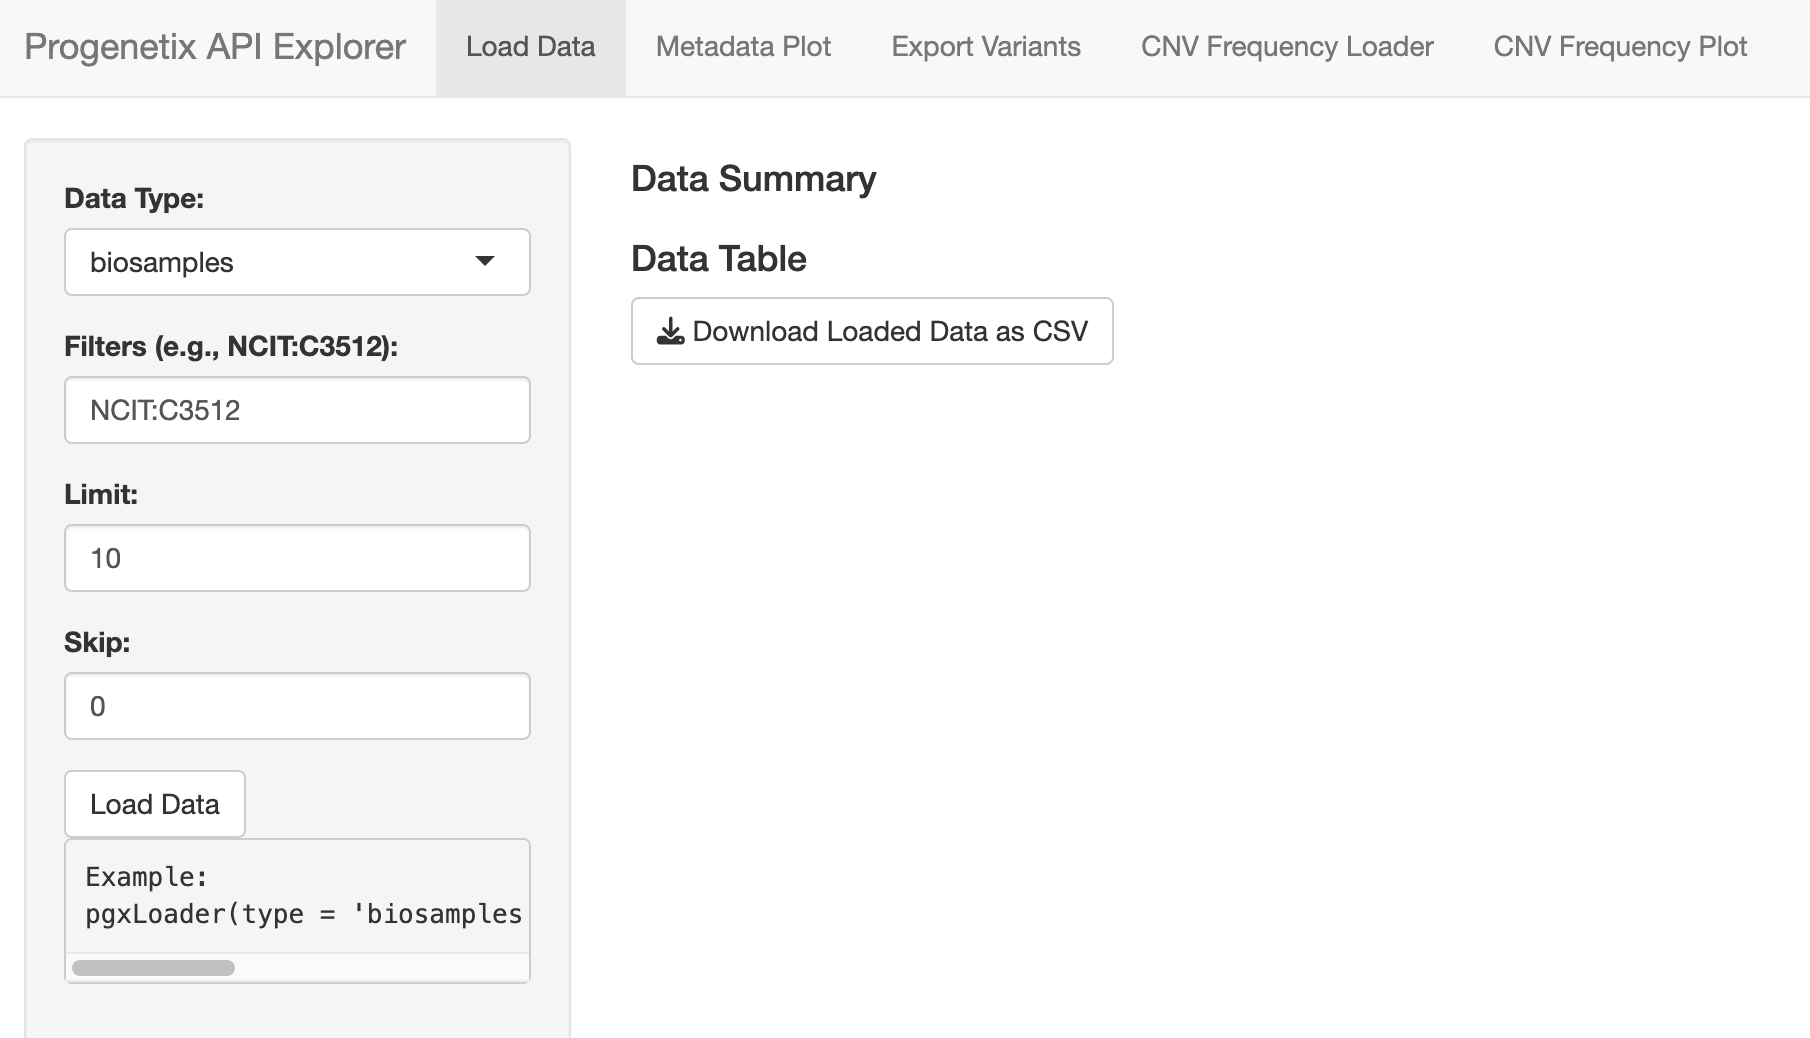 Progenetix API Explorer
Load Data
Metadata Plot
Export Variants
CNV Frequency Loader
CNV Frequency Plot
Data Type:
biosamples
Filters (e.g., NCIT:C3512):
NCIT:C3512
Limit:
10
Skip:
0
Load Data
Example:
pgxLoader(type = 'biosamples
Data Summary
Data Table
Download Loaded Data as CSV